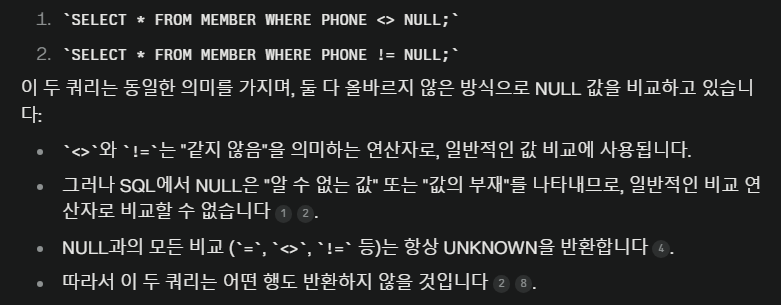 1. `SELECT * FROM MEMBER WHERE PHONE <> NULL;`
2. `SELECT * FROM MEMBER WHERE PHONE != NULL;`
이 두 쿼리는 동일한 의미를 가지며, 둘 다 올바르지 않은 방식으로 NULL 값을 비교하고 있습니
다:
• `<>`와 `!=`는 "같지 않음"을 의미하는 연산자로, 일반적인 값 비교에 사용됩니다.
• 그러나 SQL에서 NULL은 "알 수 없는 값" 또는 "값의 부재"를 나타내므로, 일반적인 비교 연
산자로 비교할 수 없습니다 1 2.
• NULL과의 모든 비교 (`=`, `<>`, `!=` 등)는 항상 UNKNOWN을 반환합니다 4.
• 따라서 이 두 쿼리는 어떤 행도 반환하지 않을 것입니다 2 8.